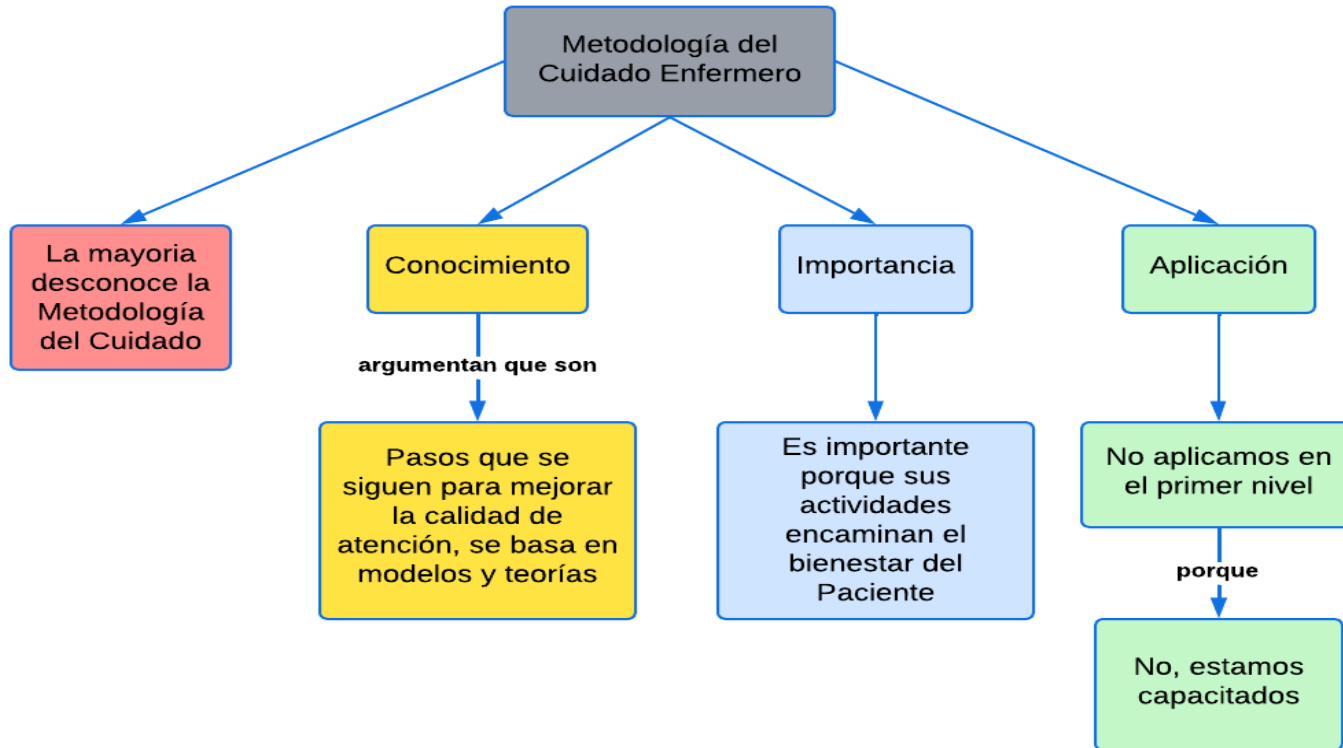 Metodología del
Cuidado Enfermero
La mayoria
desconoce la
Metodología
del Cuidado
Conocimiento
argumentan que son
Pasos que se
siguen para mejorar
la calidad de
atención, se basa en
modelos y teorías
Importancia
Es importante
porque sus
actividades
encaminan el
bienestar del
Paciente
Aplicación
No aplicamos en
el primer nivel
porque
No, estamos
capacitados